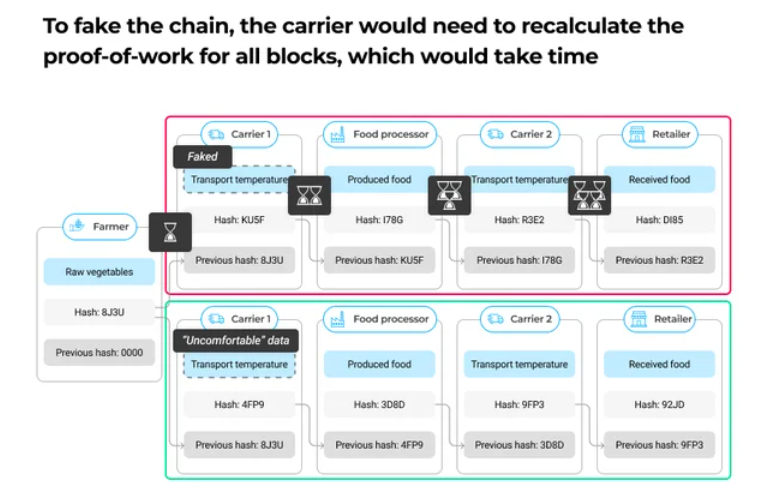 To fake the chain, the carrier would need to recalculate the
proof-of-work for all blocks, which would take time
Farmer
Raw vegetables
Hash: 8J3U
Previous hash: 0000
Carrier 1
Faked
Transport temperature
Hash: KU5F
Previous hash: 8J3U
Food processor
Produced food
Hash: I78G
Previous hash: KU5F
Carrier 2
Transport temperature
Hash: R3E2
Previous hash: I78G
Retailer
Received food
Hash: DI85
Previous hash: R3E2
Carrier 1
"Uncomfortable" data
Transport temperature
Hash: 4FP9
Previous hash: 8J3U
Food processor
Produced food
Hash: 3D8D
Previous hash: 4FP9
Carrier 2
Transport temperature
Hash: 9FP3
Previous hash: 3D8D
Retailer
Received food
Hash: 92JD
Previous hash: 9FP3